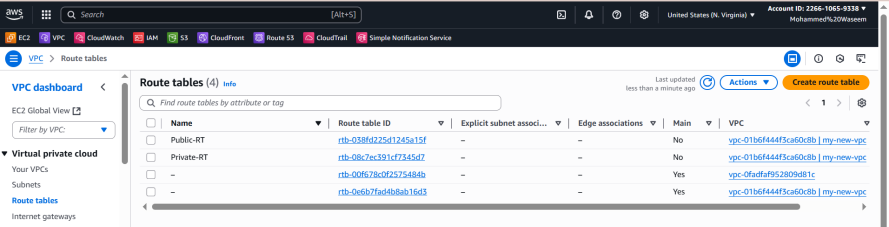 aws
Search [Alt+S] United States (N. Virginia) Account ID: 2266-1065-9338
Mohammed%20Waseem
EC2 VPC CloudWatch IAM S3 CloudFront Route 53 CloudTrail Simple Notification Service
VPC > Route tables
VPC dashboard
EC2 Global View
Filter by VPC:
Virtual private cloud
Your VPCs
Subnets
Route tables
Internet gateways
Route tables (4) Info
Last updated
less than a minute ago
Actions
Create route table
Find route tables by attribute or tag
1
Name Route table ID Explicit subnet associ... Edge associations Main VPC
Public-RT rtb-038fd225d1245a15f – – No vpc-01b6f444f3ca60c8b | my-new-vpc
Private-RT rtb-08c7ec391cf7345d7 – – No vpc-01b6f444f3ca60c8b | my-new-vpc
– rtb-00f678c0f2575484b – – Yes vpc-0fadfaf952809d81c
– rtb-0e6b7fad4b8ab16d3 – – Yes vpc-01b6f444f3ca60c8b | my-new-vpc